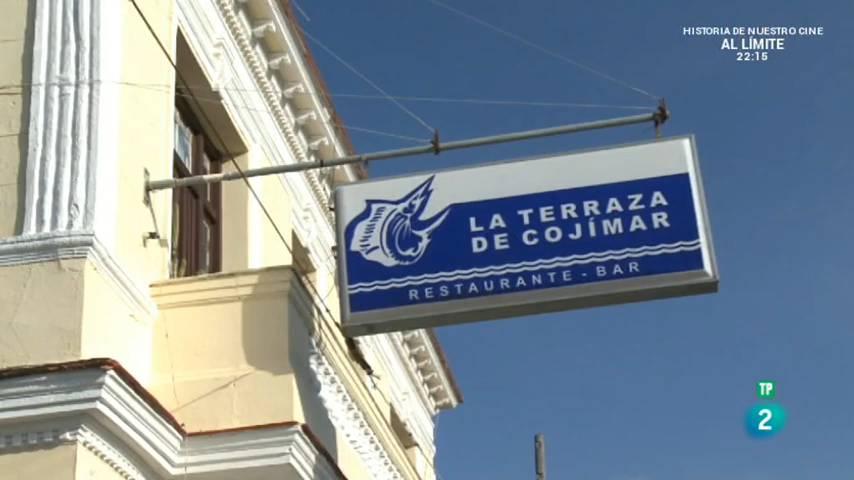 HISTORIA DE NUESTRO CINE
AL LÍMITE
22:15
LA TERRAZA
DE COJÍMAR
RESTAURANTE - BAR
TP
2